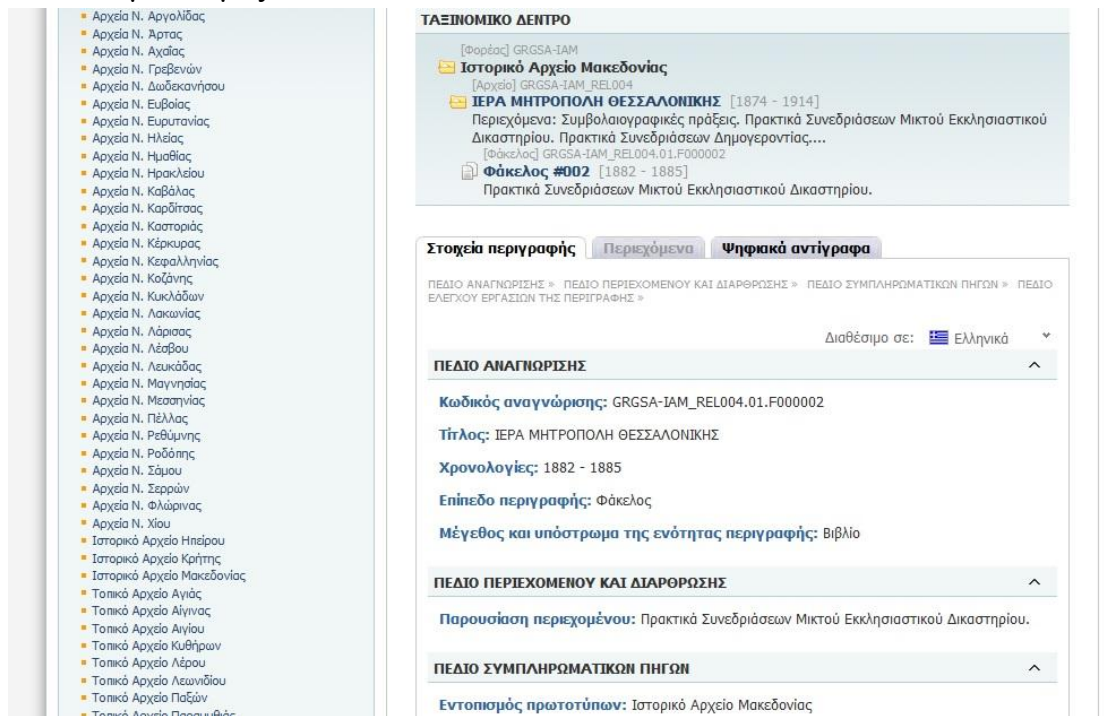 Αρχεία Ν. Αργολίδας
Αρχεία Ν. Άρτας
Αρχεία Ν. Αχαΐας
Αρχεία Ν. Γρεβενών
Αρχεία Ν. Δωδεκανήσου
Αρχεία Ν. Ευβοίας
Αρχεία Ν. Ευρυτανίας
Αρχεία Ν. Ηλείας
Αρχεία Ν. Ημαθίας
Αρχεία Ν. Ηρακλείου
Αρχεία Ν. Καβάλας
Αρχεία Ν. Καρδίτσας
Αρχεία Ν. Καστοριάς
Αρχεία Ν. Κέρκυρας
Αρχεία Ν. Κεφαλληνίας
Αρχεία Ν. Κοζάνης
Αρχεία Ν. Κυκλάδων
Αρχεία Ν. Λακωνίας
Αρχεία Ν. Λάρισας
Αρχεία Ν. Λέσβου
Αρχεία Ν. Λευκάδας
Αρχεία Ν. Μαγνησίας
Αρχεία Ν. Μεσσηνίας
Αρχεία Ν. Πέλλας
Αρχεία Ν. Ρεθύμνης
Αρχεία Ν. Ροδόπης
Αρχεία Ν. Σάμου
Αρχεία Ν. Σερρών
Αρχεία Ν. Φλώρινας
Αρχεία Ν. Χίου
Ιστορικό Αρχείο Ηπείρου
Ιστορικό Αρχείο Κρήτης
Ιστορικό Αρχείο Μακεδονίας
Τοπικό Αρχείο Αγιάς
Τοπικό Αρχείο Αίγινας
Τοπικό Αρχείο Αιγίου
Τοπικό Αρχείο Κυθήρων
Τοπικό Αρχείο Λέρου
Τοπικό Αρχείο Λεωνιδίου
Τοπικό Αρχείο Παξών
Τοπικό Αρχείο Παραμυθιάς
ΤΑΞΙΝΟΜΙΚΟ ΔΕΝΤΡΟ
[Φορέας] GRGSA-IAM
Ιστορικό Αρχείο Μακεδονίας
[Αρχείο] GRGSA-IAM_REL004
ΙΕΡΑ ΜΗΤΡΟΠΟΛΗ ΘΕΣΣΑΛΟΝΙΚΗΣ [1874 - 1914]
Περιεχόμενα: Συμβολαιογραφικές πράξεις. Πρακτικά Συνεδριάσεων Μικτού Εκκλησιαστικού
Δικαστηρίου. Πρακτικά Συνεδριάσεων Δημογεροντίας....
[Φάκελος] GRGSA-IAM_REL004.01.F000002
Φάκελος #002 [1882 - 1885]
Πρακτικά Συνεδριάσεων Μικτού Εκκλησιαστικού Δικαστηρίου.
Στοιχεία περιγραφής Περιεχόμενα Ψηφιακά αντίγραφα
ΠΕΔΙΟ ΑΝΑΓΝΩΡΙΣΗΣ » ΠΕΔΙΟ ΠΕΡΙΕΧΟΜΕΝΟΥ ΚΑΙ ΔΙΑΡΘΡΩΣΗΣ » ΠΕΔΙΟ ΣΥΜΠΛΗΡΩΜΑΤΙΚΩΝ ΠΗΓΩΝ » ΠΕΔΙΟ
ΕΛΕΓΧΟΥ ΕΡΓΑΣΙΩΝ ΤΗΣ ΠΕΡΙΓΡΑΦΗΣ »
Διαθέσιμο σε: Ελληνικά
ΠΕΔΙΟ ΑΝΑΓΝΩΡΙΣΗΣ
Κωδικός αναγνώρισης: GRGSA-IAM_REL004.01.F000002
Τίτλος: ΙΕΡΑ ΜΗΤΡΟΠΟΛΗ ΘΕΣΣΑΛΟΝΙΚΗΣ
Χρονολογίες: 1882 - 1885
Επίπεδο περιγραφής: Φάκελος
Μέγεθος και υπόστρωμα της ενότητας περιγραφής: Βιβλίο
ΠΕΔΙΟ ΠΕΡΙΕΧΟΜΕΝΟΥ ΚΑΙ ΔΙΑΡΘΡΩΣΗΣ
Παρουσίαση περιεχομένου: Πρακτικά Συνεδριάσεων Μικτού Εκκλησιαστικού Δικαστηρίου.
ΠΕΔΙΟ ΣΥΜΠΛΗΡΩΜΑΤΙΚΩΝ ΠΗΓΩΝ
Εντοπισμός πρωτοτύπων: Ιστορικό Αρχείο Μακεδονίας